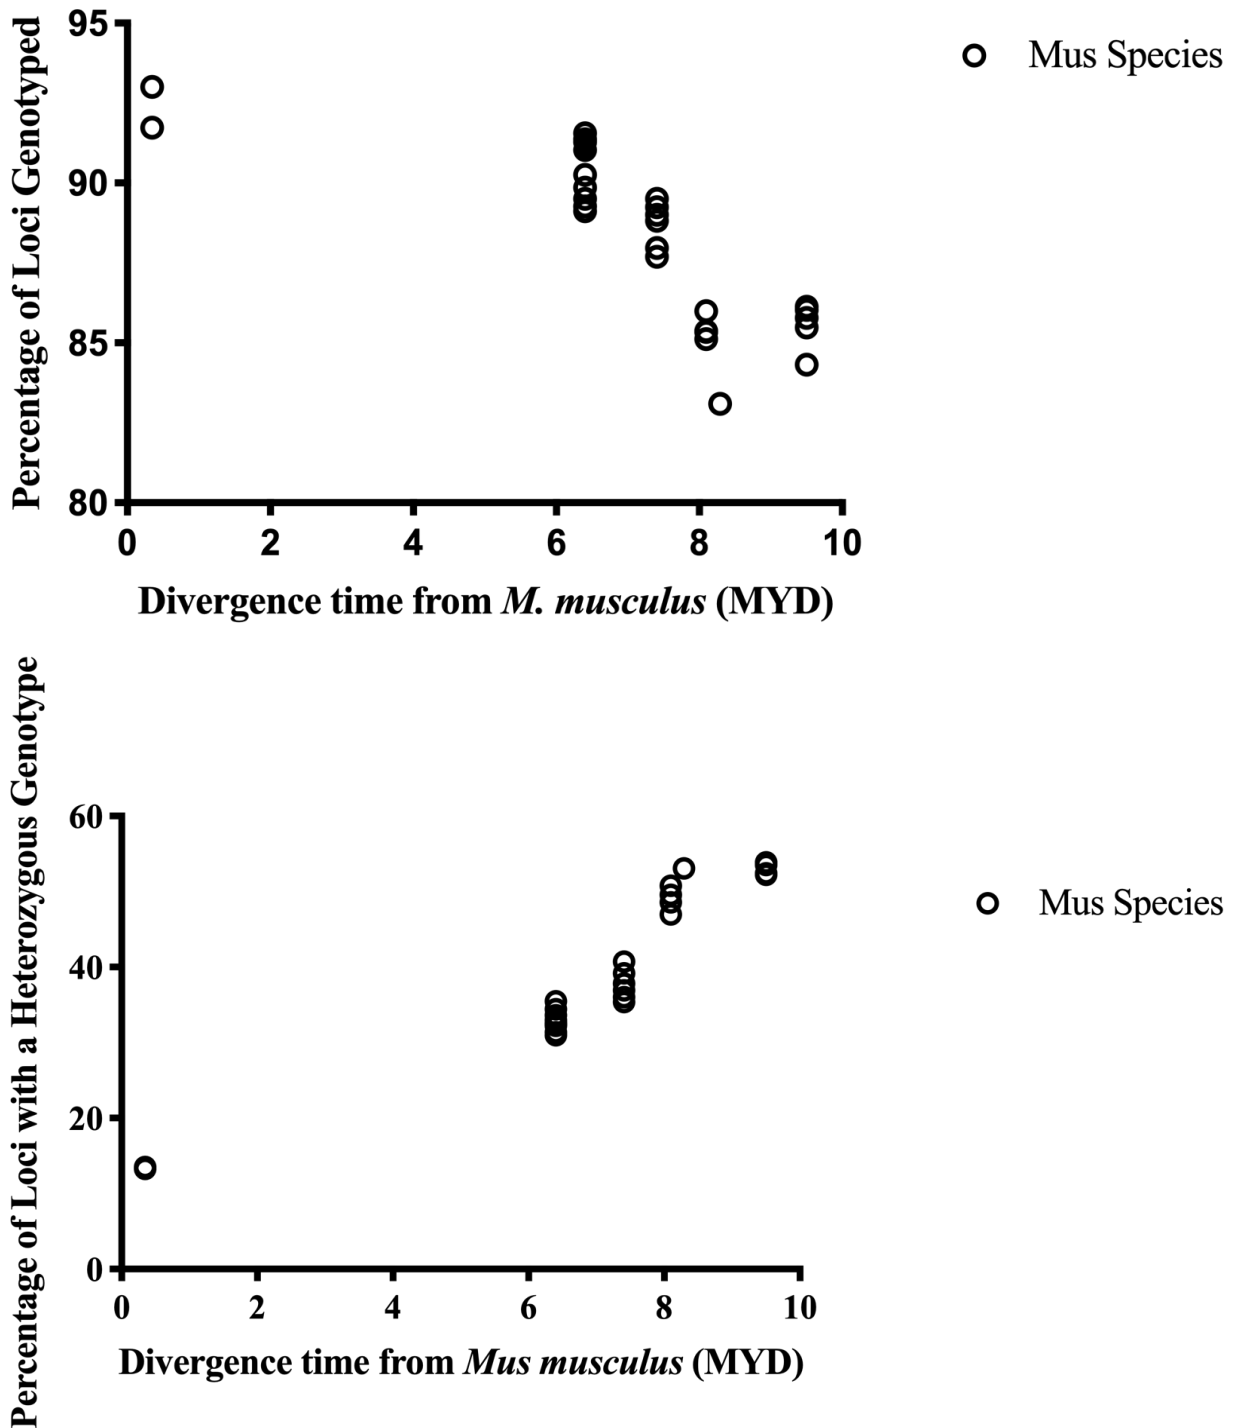 Percentage of Loci Genotyped
95
90
85
80
0 2 4 6 8 10
Divergence time from M. musculus (MYD)
Mus Species
Percentage of Loci with a Heterozygous Genotype
60
40
20
0
0 2 4 6 8 10
Divergence time from Mus musculus (MYD)
Mus Species